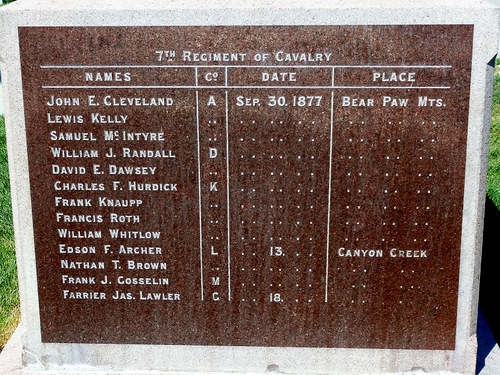 7TH REGIMENT OF CAVALRY
NAMES Co DATE PLACE
JOHN E. CLEVELAND A SEP. 30. 1877 BEAR PAW MTS.
LEWIS KELLY .. .. .. .. .. .. ..
SAMUEL McINTYRE .. .. .. .. .. .. ..
WILLIAM J. RANDALL D .. .. .. .. .. ..
DAVID E. DAWSEY .. .. .. .. .. .. ..
CHARLES F. HURDICK K .. .. .. .. .. ..
FRANK KNAUPP .. .. .. .. .. .. ..
FRANCIS ROTH .. .. .. .. .. .. ..
WILLIAM WHITLOW .. .. .. .. .. .. ..
EDSON F. ARCHER L .. 13. .. CANYON CREEK
NATHAN T. BROWN .. .. .. .. .. ..
FRANK J. GOSSELIN M .. .. .. .. ..
FARRIER JAS. LAWLER G .. 18. .. .. ..